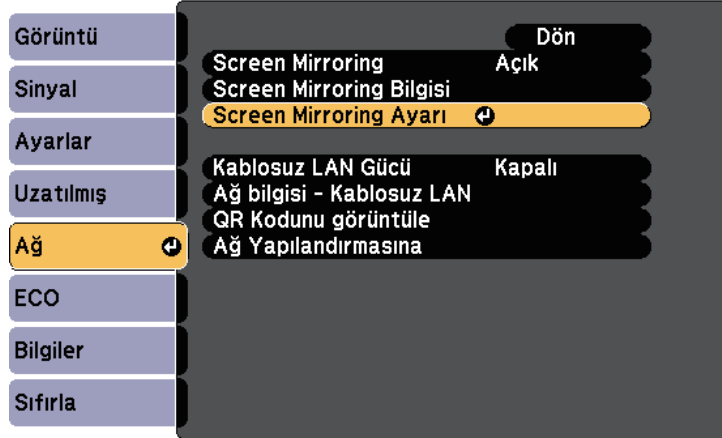 Görüntü
Sinyal
Ayarlar
Uzatılmış
Ağ
ECO
Bilgiler
Sıfırla
Dön
Screen Mirroring Açık
Screen Mirroring Bilgisi
Screen Mirroring Ayarı
Kablosuz LAN Gücü Kapalı
Ağ bilgisi - Kablosuz LAN
QR Kodunu görüntüle
Ağ Yapılandırmasına